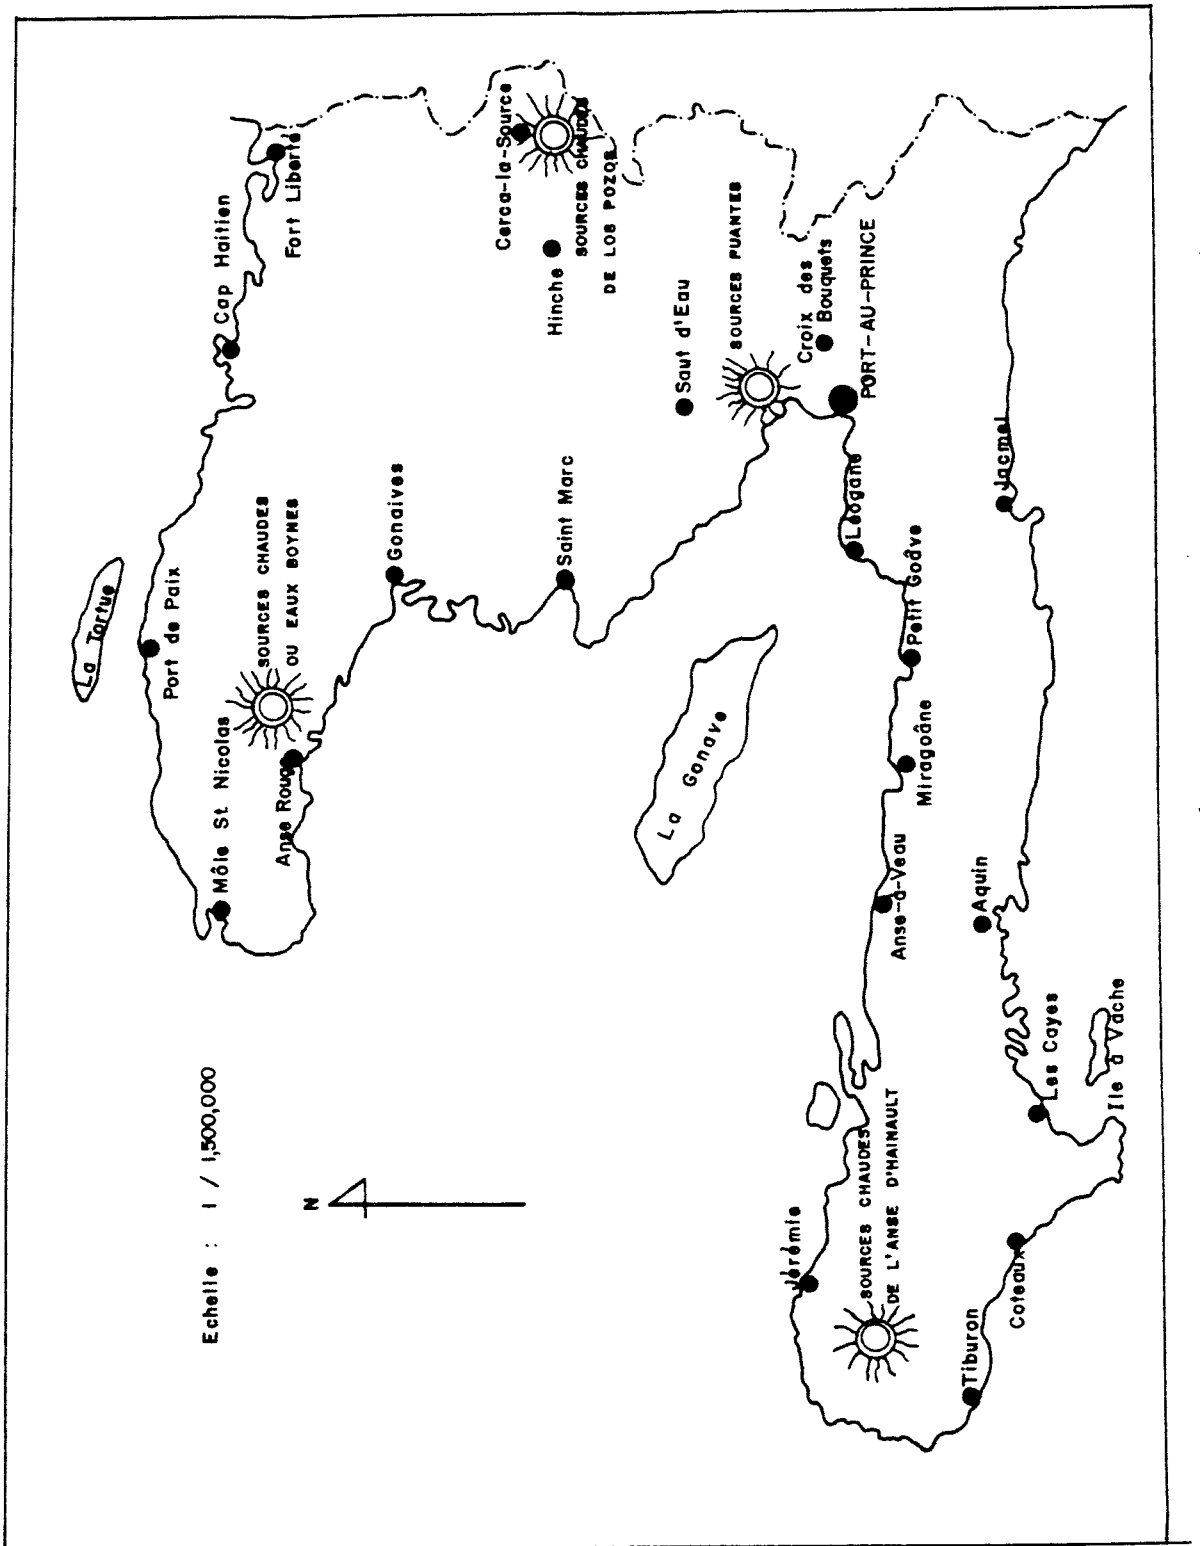 La Tortue
Port de Paix
Môle St Nicolas
SOURCES CHAUDES
OU EAUX BOYNES
Anse Rouge
Cap Haïtien
Fort Liberté
Gonaives
Cerca-la-Source
SOURCES CHAUDES
DE LOS POZOS
Hinche
Saint Marc
Saut d'Eau
SOURCES PUANTES
Croix des
Bouquets
PORT-AU-PRINCE
La Gonave
Léogane
Petit Goâve
Miragoâne
Anse-à-Veau
Jacmel
Aquin
Les Cayes
Ile à Vache
Jérémie
SOURCES CHAUDES
DE L'ANSE D'HAINAULT
Coteaux
Tiburon
Echelle : 1 / 1,500,000
N